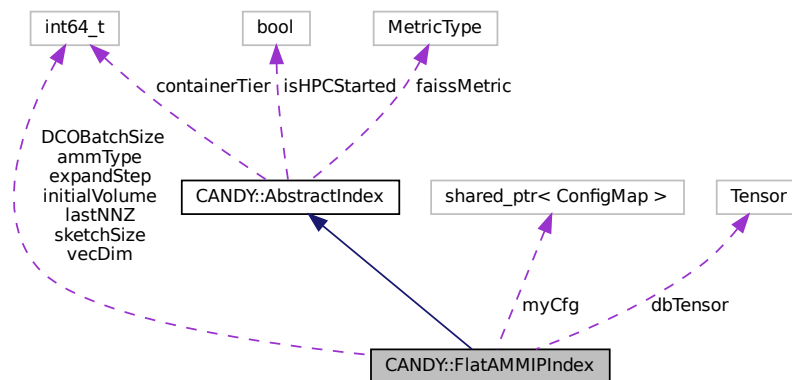 int64_t
bool
MetricType
containerTier
isHPCStarted
faissMetric
DCOBatchSize
ammType
expandStep
initialVolume
lastNNZ
sketchSize
vecDim
CANDY::AbstractIndex
shared_ptr< ConfigMap >
Tensor
myCfg
dbTensor
CANDY::FlatAMMIPIndex